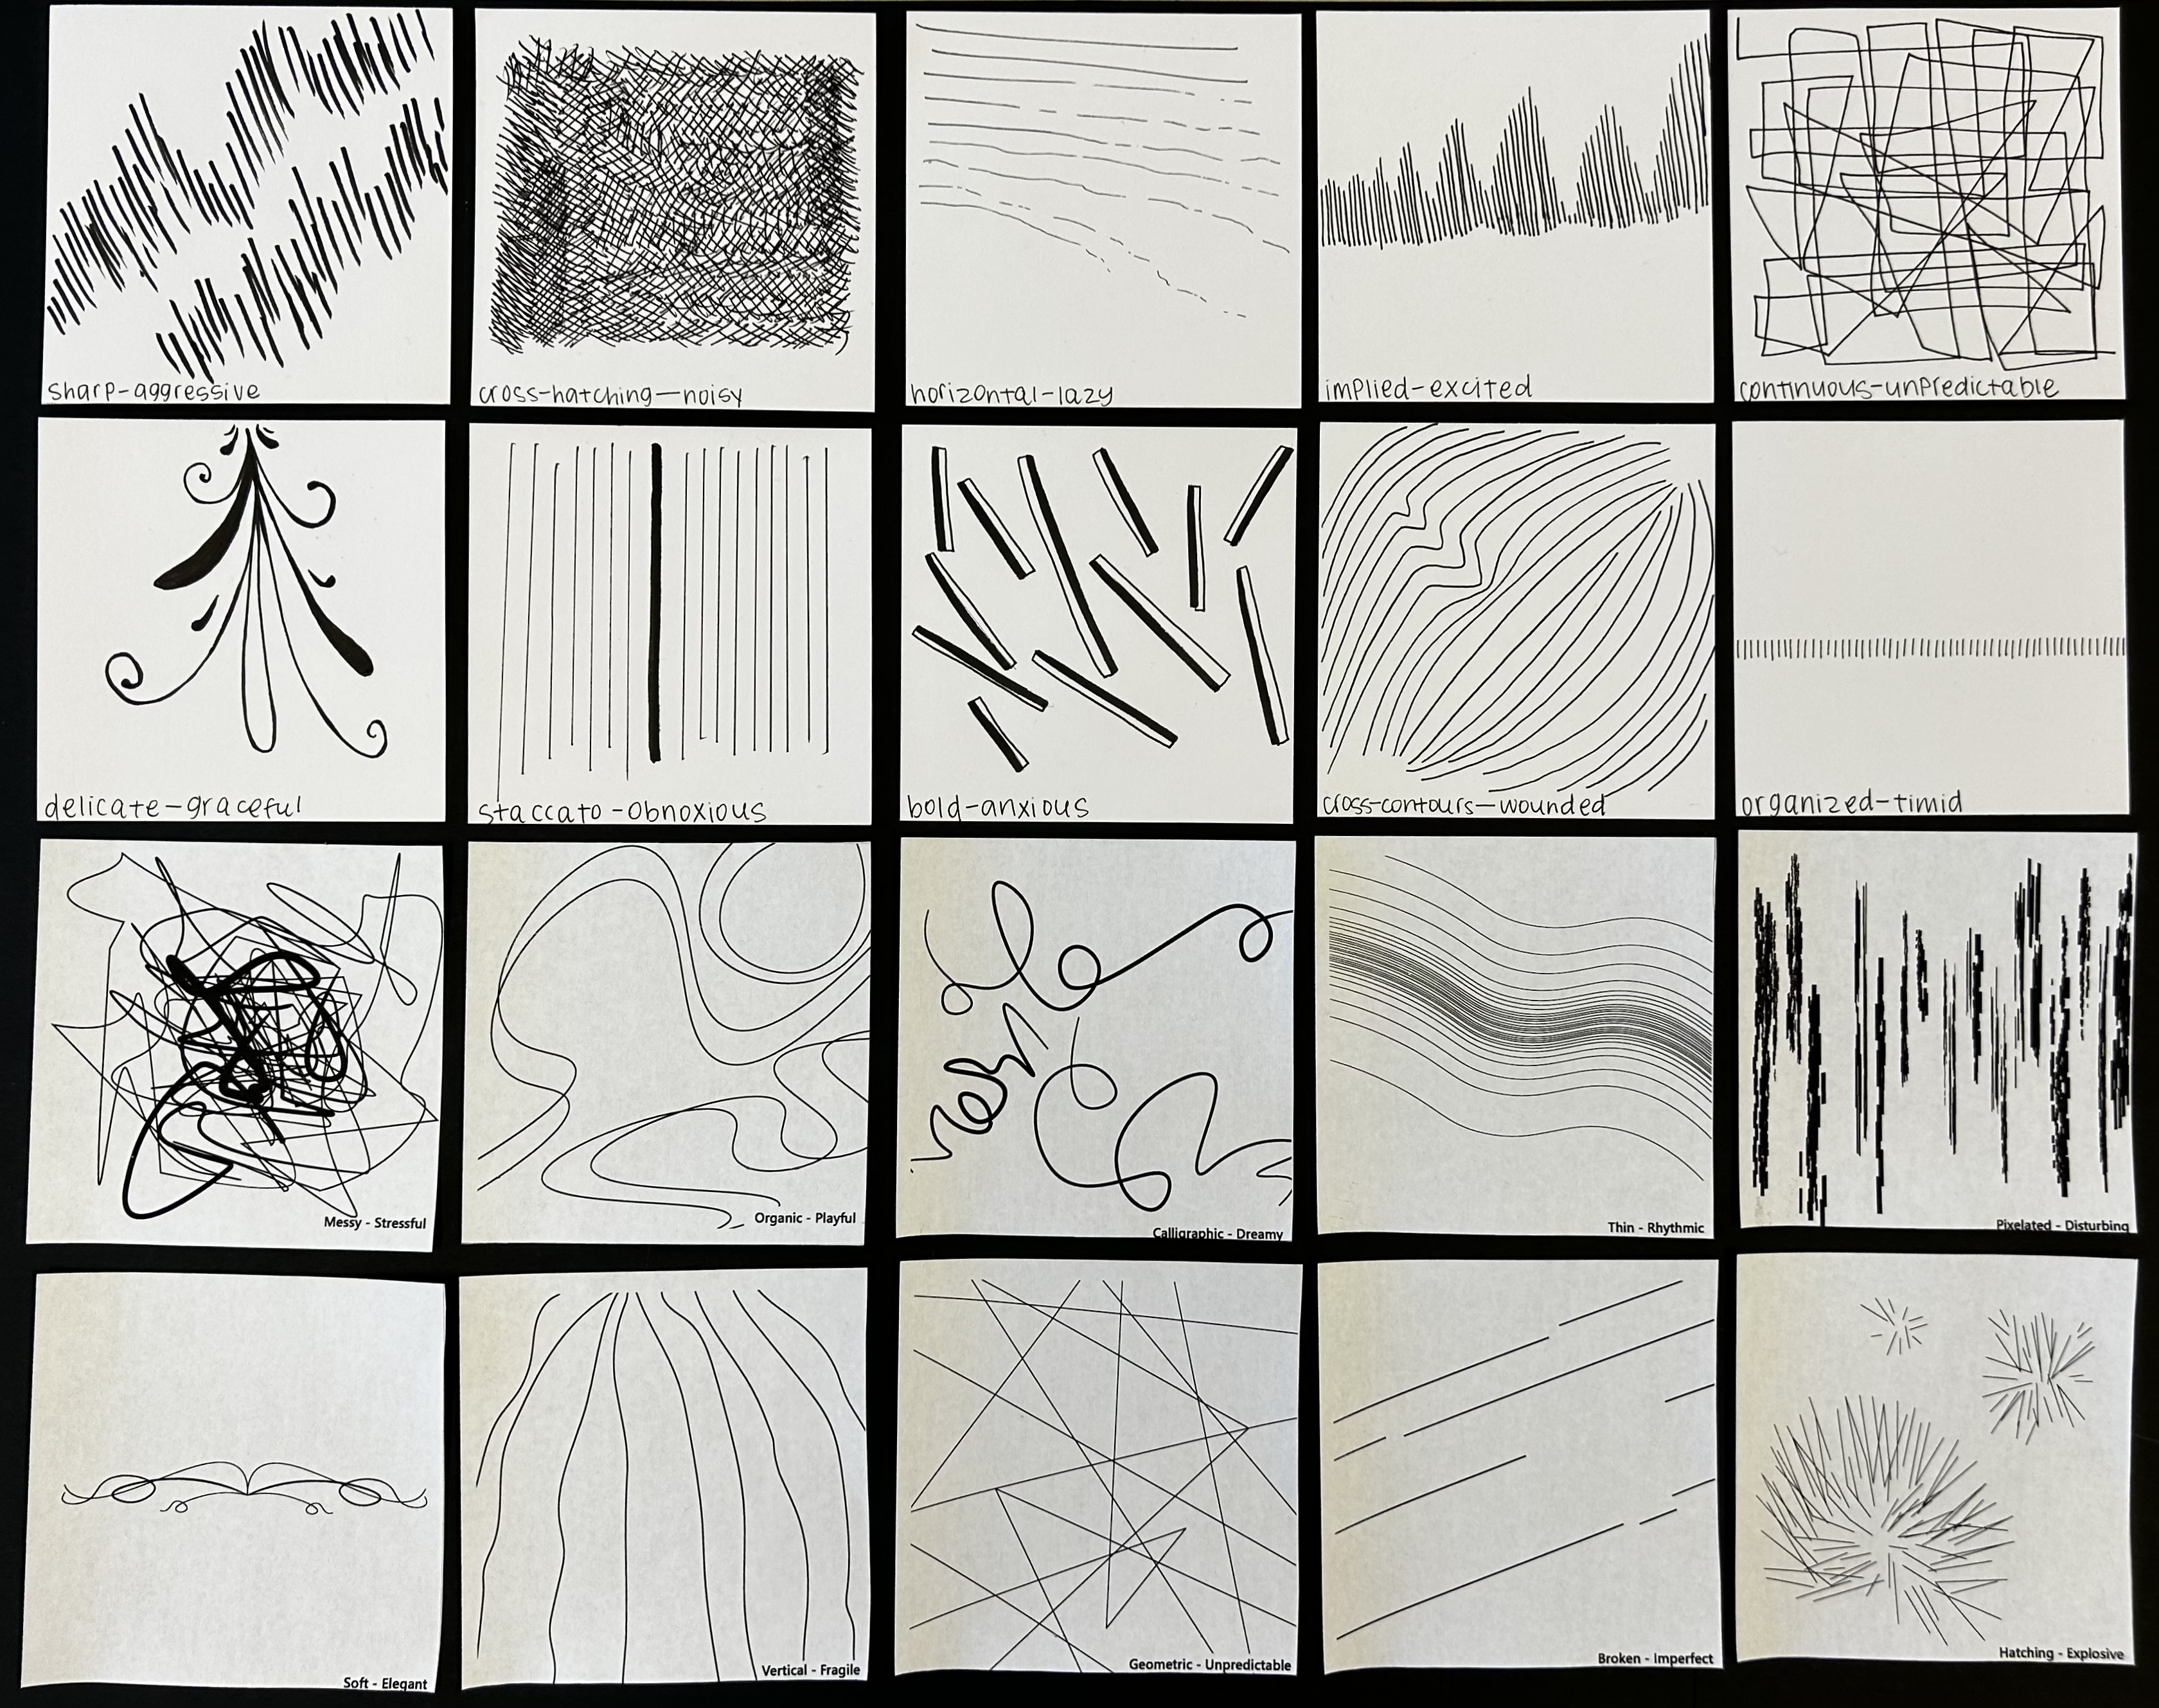 sharp-aggressive
cross-hatching—noisy
horizontal-lazy
implied-excited
continuous-unpredictable
delicate-graceful
staccato-obnoxious
bold-anxious
cross-contours—wounded
organized-timid
Messy - Stressful
Organic - Playful
Calligraphic - Dreamy
Thin - Rhythmic
Pixelated - Disturbing
Soft - Elegant
Vertical - Fragile
Geometric - Unpredictable
Broken - Imperfect
Hatching - Explosive